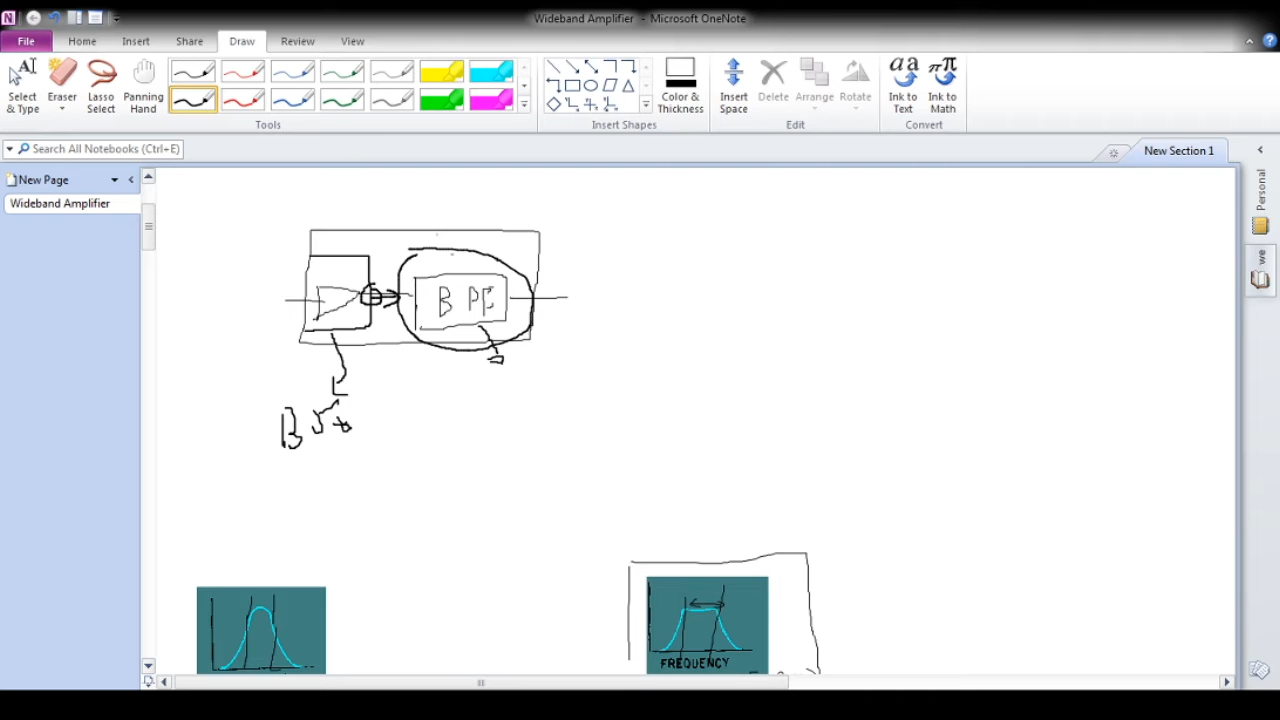 Wideband Amplifier - Microsoft OneNote
File Home Insert Share Draw Review View
Select & Type
Eraser
Lasso Select
Panning Hand
Color & Thickness
Insert Space
Delete
Arrange
Rotate
Ink to Text
Ink to Math
Tools
Insert Shapes
Edit
Convert
Search All Notebooks (Ctrl+E)
New Section 1
New Page
Wideband Amplifier
Personal
we
B PF
B
FREQUENCY